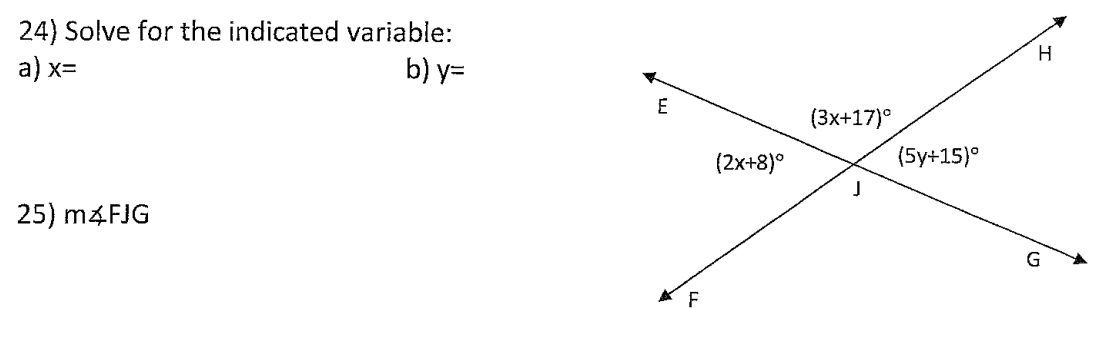 24) Solve for the indicated variable:
a) x=
b) y=
25) m∡FJG
H
E
(3x+17)°
(2x+8)°
(5y+15)°
J
G
F